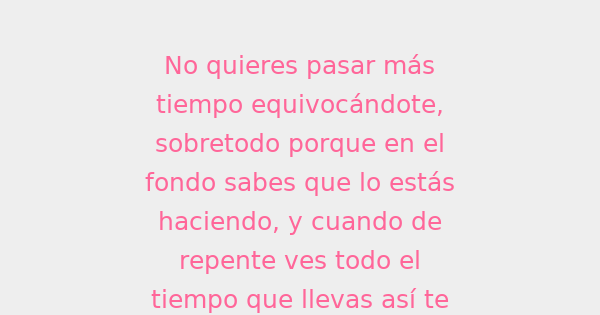 No quieres pasar más
tiempo equivocándote,
sobretodo porque en el
fondo sabes que lo estás
haciendo, y cuando de
repente ves todo el
tiempo que llevas así te